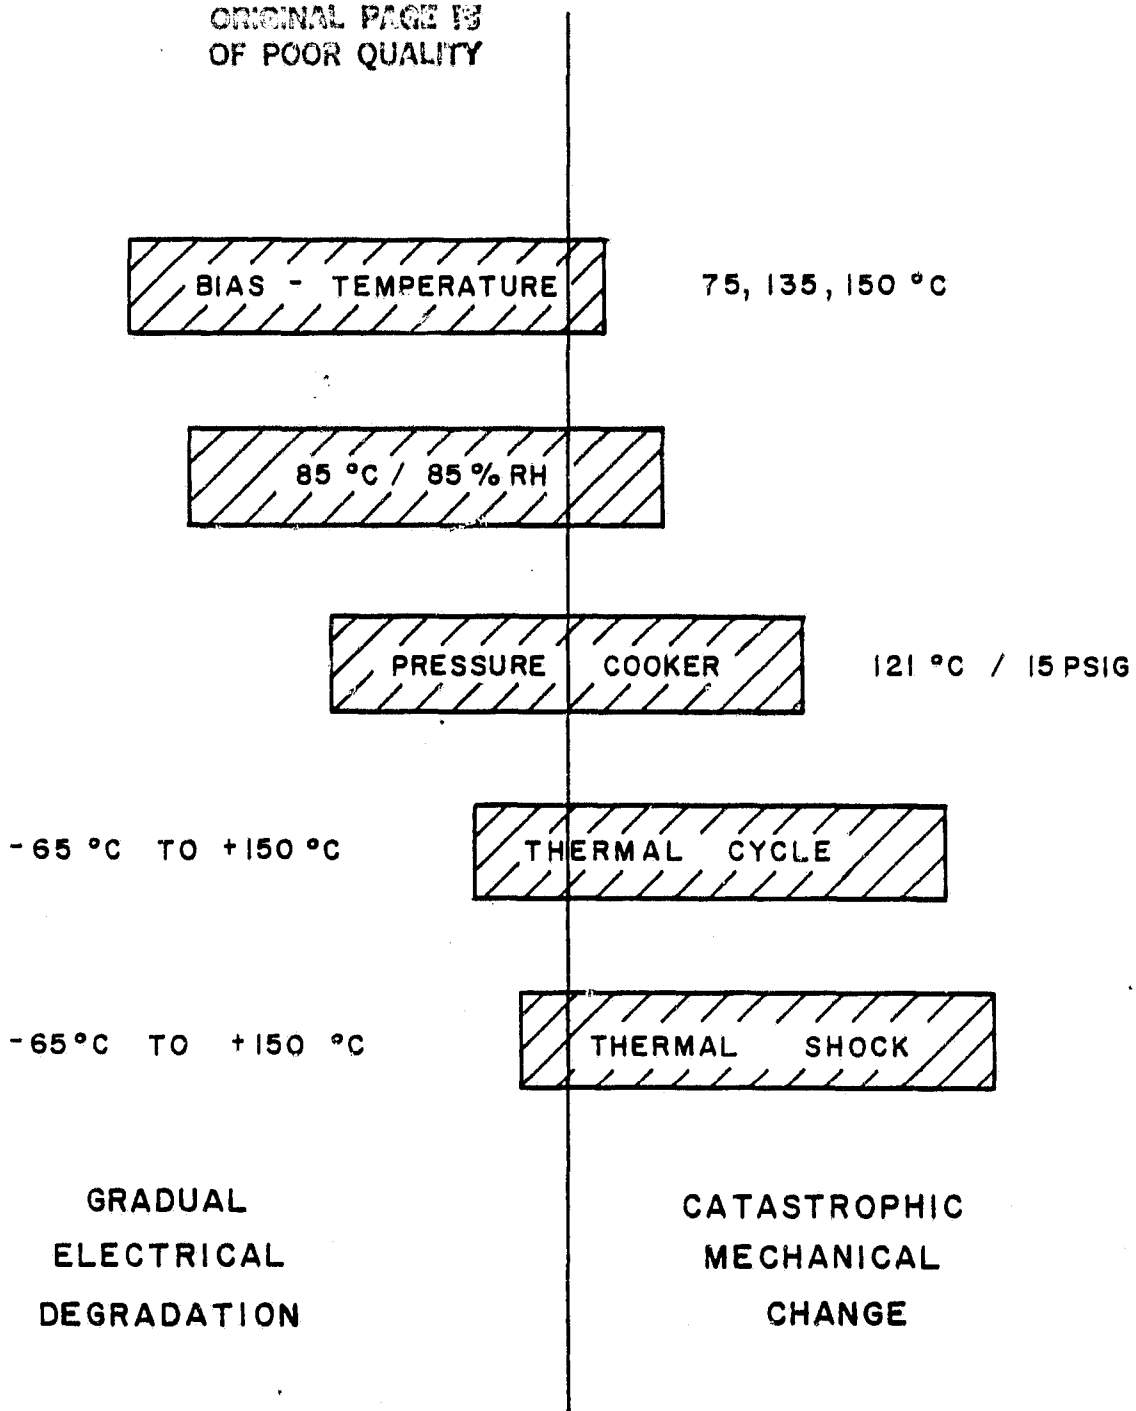 ORIGINAL PAGE IS
OF POOR QUALITY
BIAS - TEMPERATURE
75, 135, 150 °C
85 °C / 85 % RH
PRESSURE COOKER
121 °C / 15 PSIG
-65 °C TO +150 °C
THERMAL CYCLE
-65 °C TO +150 °C
THERMAL SHOCK
GRADUAL
ELECTRICAL
DEGRADATION
CATASTROPHIC
MECHANICAL
CHANGE